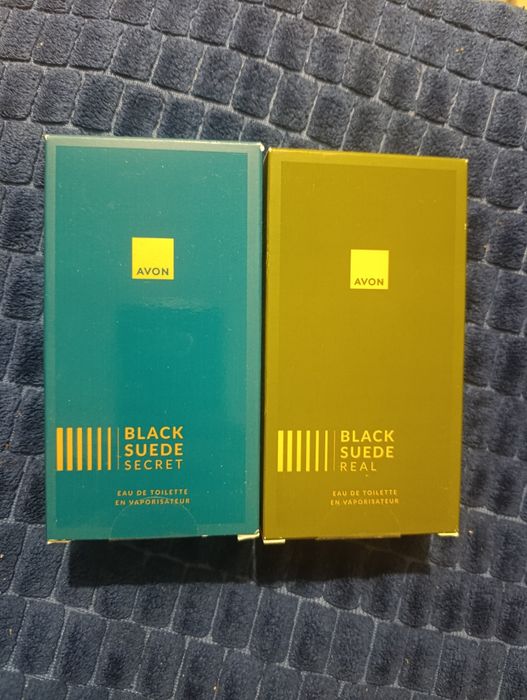 AVON
BLACK
SUEDE
SECRET
EAU DE TOILETTE
EN VAPORISATEUR
AVON
BLACK
SUEDE
REAL
EAU DE TOILETTE
EN VAPORISATEUR